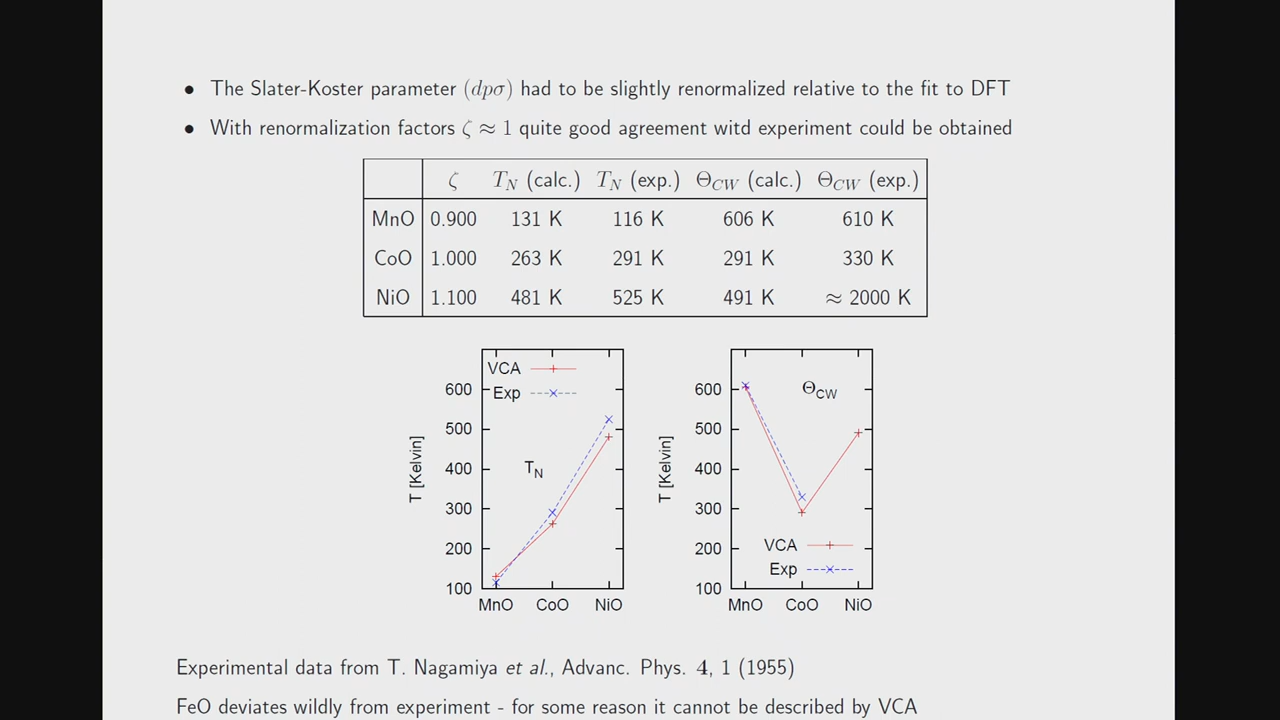 • The Slater-Koster parameter (dpσ) had to be slightly renormalized relative to the fit to DFT
• With renormalization factors ζ ≈ 1 quite good agreement witd experiment could be obtained
ζ T_N (calc.) T_N (exp.) Θ_CW (calc.) Θ_CW (exp.)
MnO 0.900 131 K 116 K 606 K 610 K
CoO 1.000 263 K 291 K 291 K 330 K
NiO 1.100 481 K 525 K 491 K ≈ 2000 K
VCA
Exp
T_N
T [Kelvin]
600
500
400
300
200
100
MnO CoO NiO
Θ_CW
T [Kelvin]
600
500
400
300
200
100
VCA
Exp
MnO CoO NiO
Experimental data from T. Nagamiya et al., Advanc. Phys. 4, 1 (1955)
FeO deviates wildly from experiment - for some reason it cannot be described by VCA